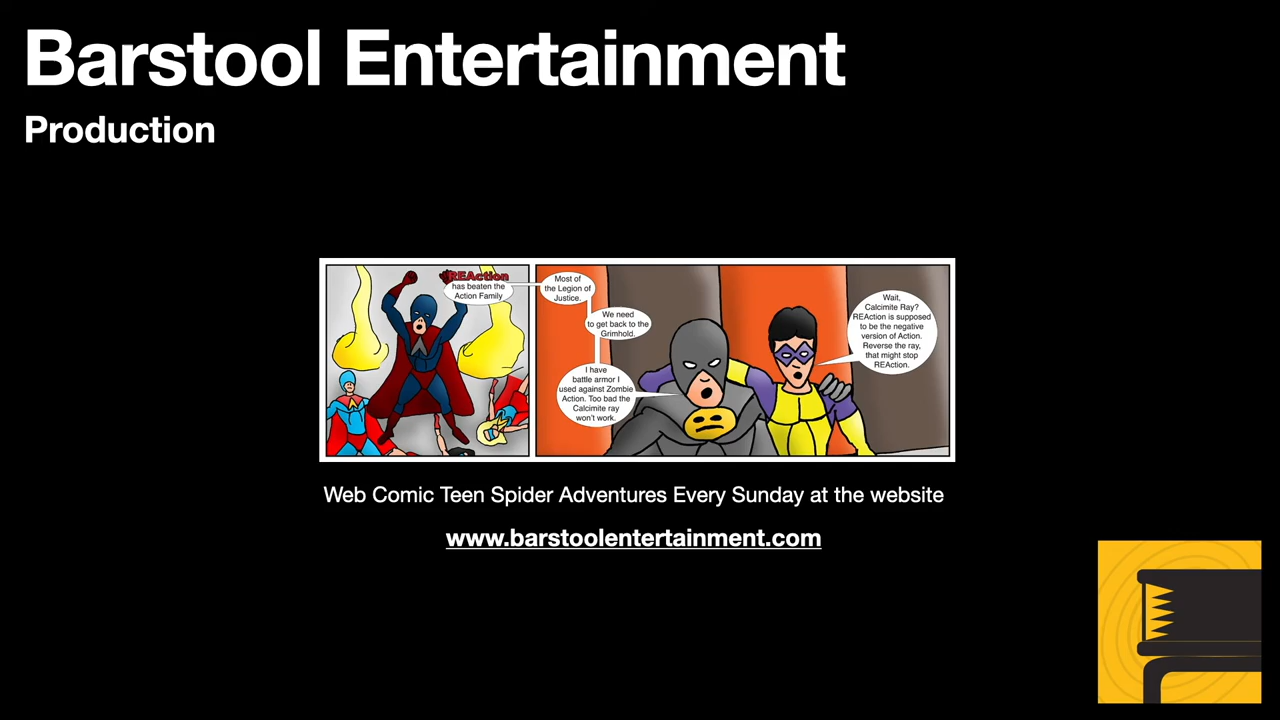 Barstool Entertainment
Production
REAction
has beaten the
Action Family
Most of
the Legion of
Justice.
We need
to get back to the
Grimhold.
I have
battle armor I
used against Zombie
Action. Too bad the
Calcimite ray
won't work.
Wait,
Calcimite Ray?
REAction is supposed
to be the negative
version of Action.
Reverse the ray,
that might stop
REAction.
Web Comic Teen Spider Adventures Every Sunday at the website
www.barstoolentertainment.com